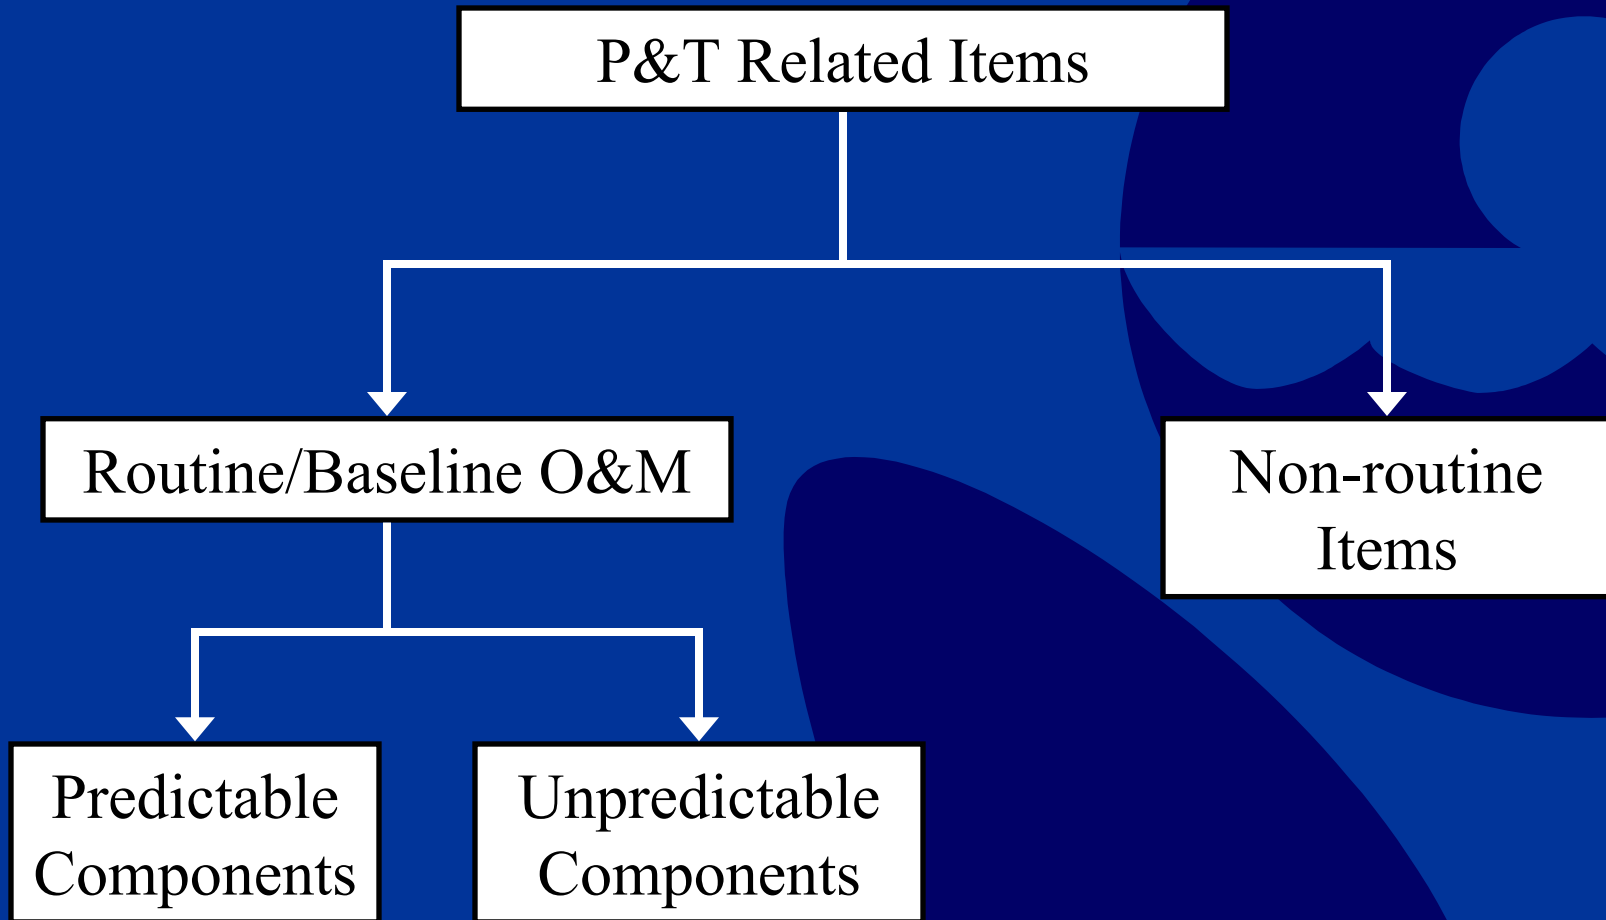 P&T Related Items
Routine/Baseline O&M
Non-routine
Items
Predictable
Components
Unpredictable
Components